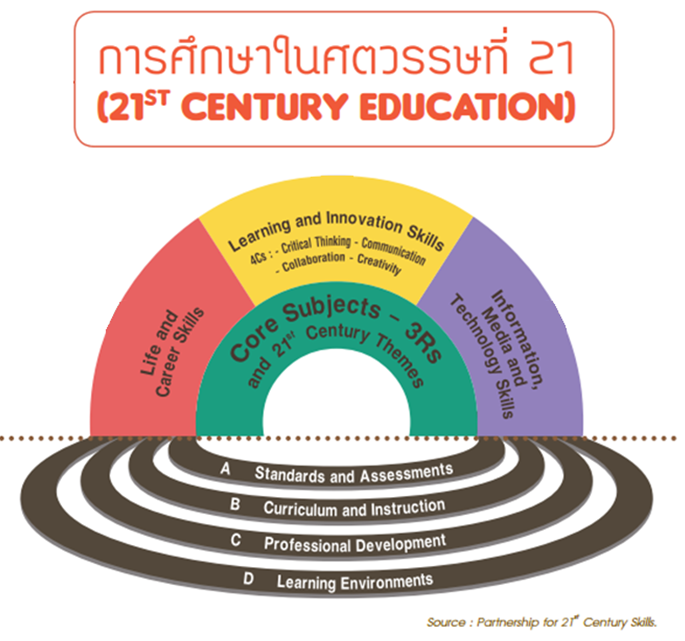 การศึกษาในศตวรรษที่ 21
(21ST CENTURY EDUCATION)
Learning and Innovation Skills
4Cs : - Critical Thinking - Communication
- Collaboration - Creativity
Life and
Career Skills
Core Subjects – 3Rs
and 21st Century Themes
Information,
Media and
Technology Skills
A Standards and Assessments
B Curriculum and Instruction
C Professional Development
D Learning Environments
Source : Partnership for 21st Century Skills.